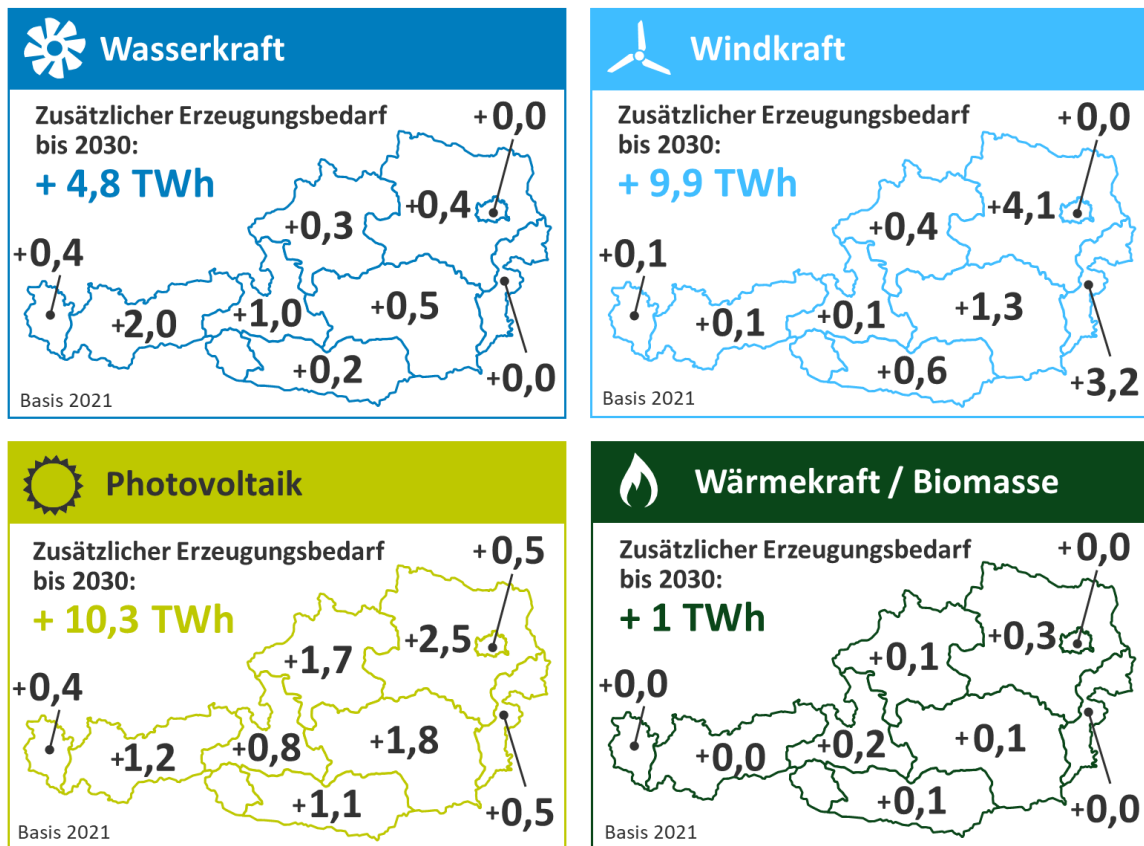 Wasserkraft
Zusätzlicher Erzeugungsbedarf
bis 2030:
+ 4,8 TWh
+0,0
+0,4
+0,3
+0,4
+0,5
+1,0
+2,0
+0,2
+0,0
Basis 2021
Windkraft
Zusätzlicher Erzeugungsbedarf
bis 2030:
+ 9,9 TWh
+0,0
+4,1
+0,4
+0,1
+1,3
+0,1
+0,1
+0,6
+3,2
Basis 2021
Photovoltaik
Zusätzlicher Erzeugungsbedarf
bis 2030:
+ 10,3 TWh
+0,5
+2,5
+1,7
+0,4
+1,8
+0,8
+1,2
+1,1
+0,5
Basis 2021
Wärmekraft / Biomasse
Zusätzlicher Erzeugungsbedarf
bis 2030:
+ 1 TWh
+0,0
+0,3
+0,1
+0,0
+0,1
+0,2
+0,0
+0,1
+0,0
Basis 2021